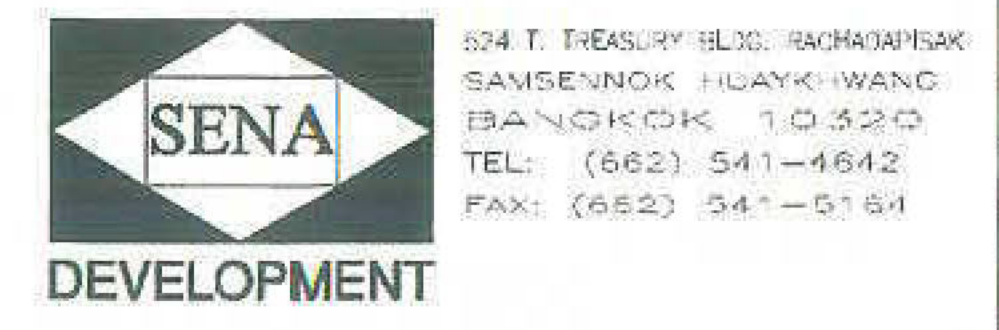 SENA
DEVELOPMENT
524 T. TREASURY BLDG. RACHADAPISAK
SAMSENNOK HUAYKHWANG
BANGKOK 10320
TEL: (662) 541-4642
FAX: (662) 541-5164